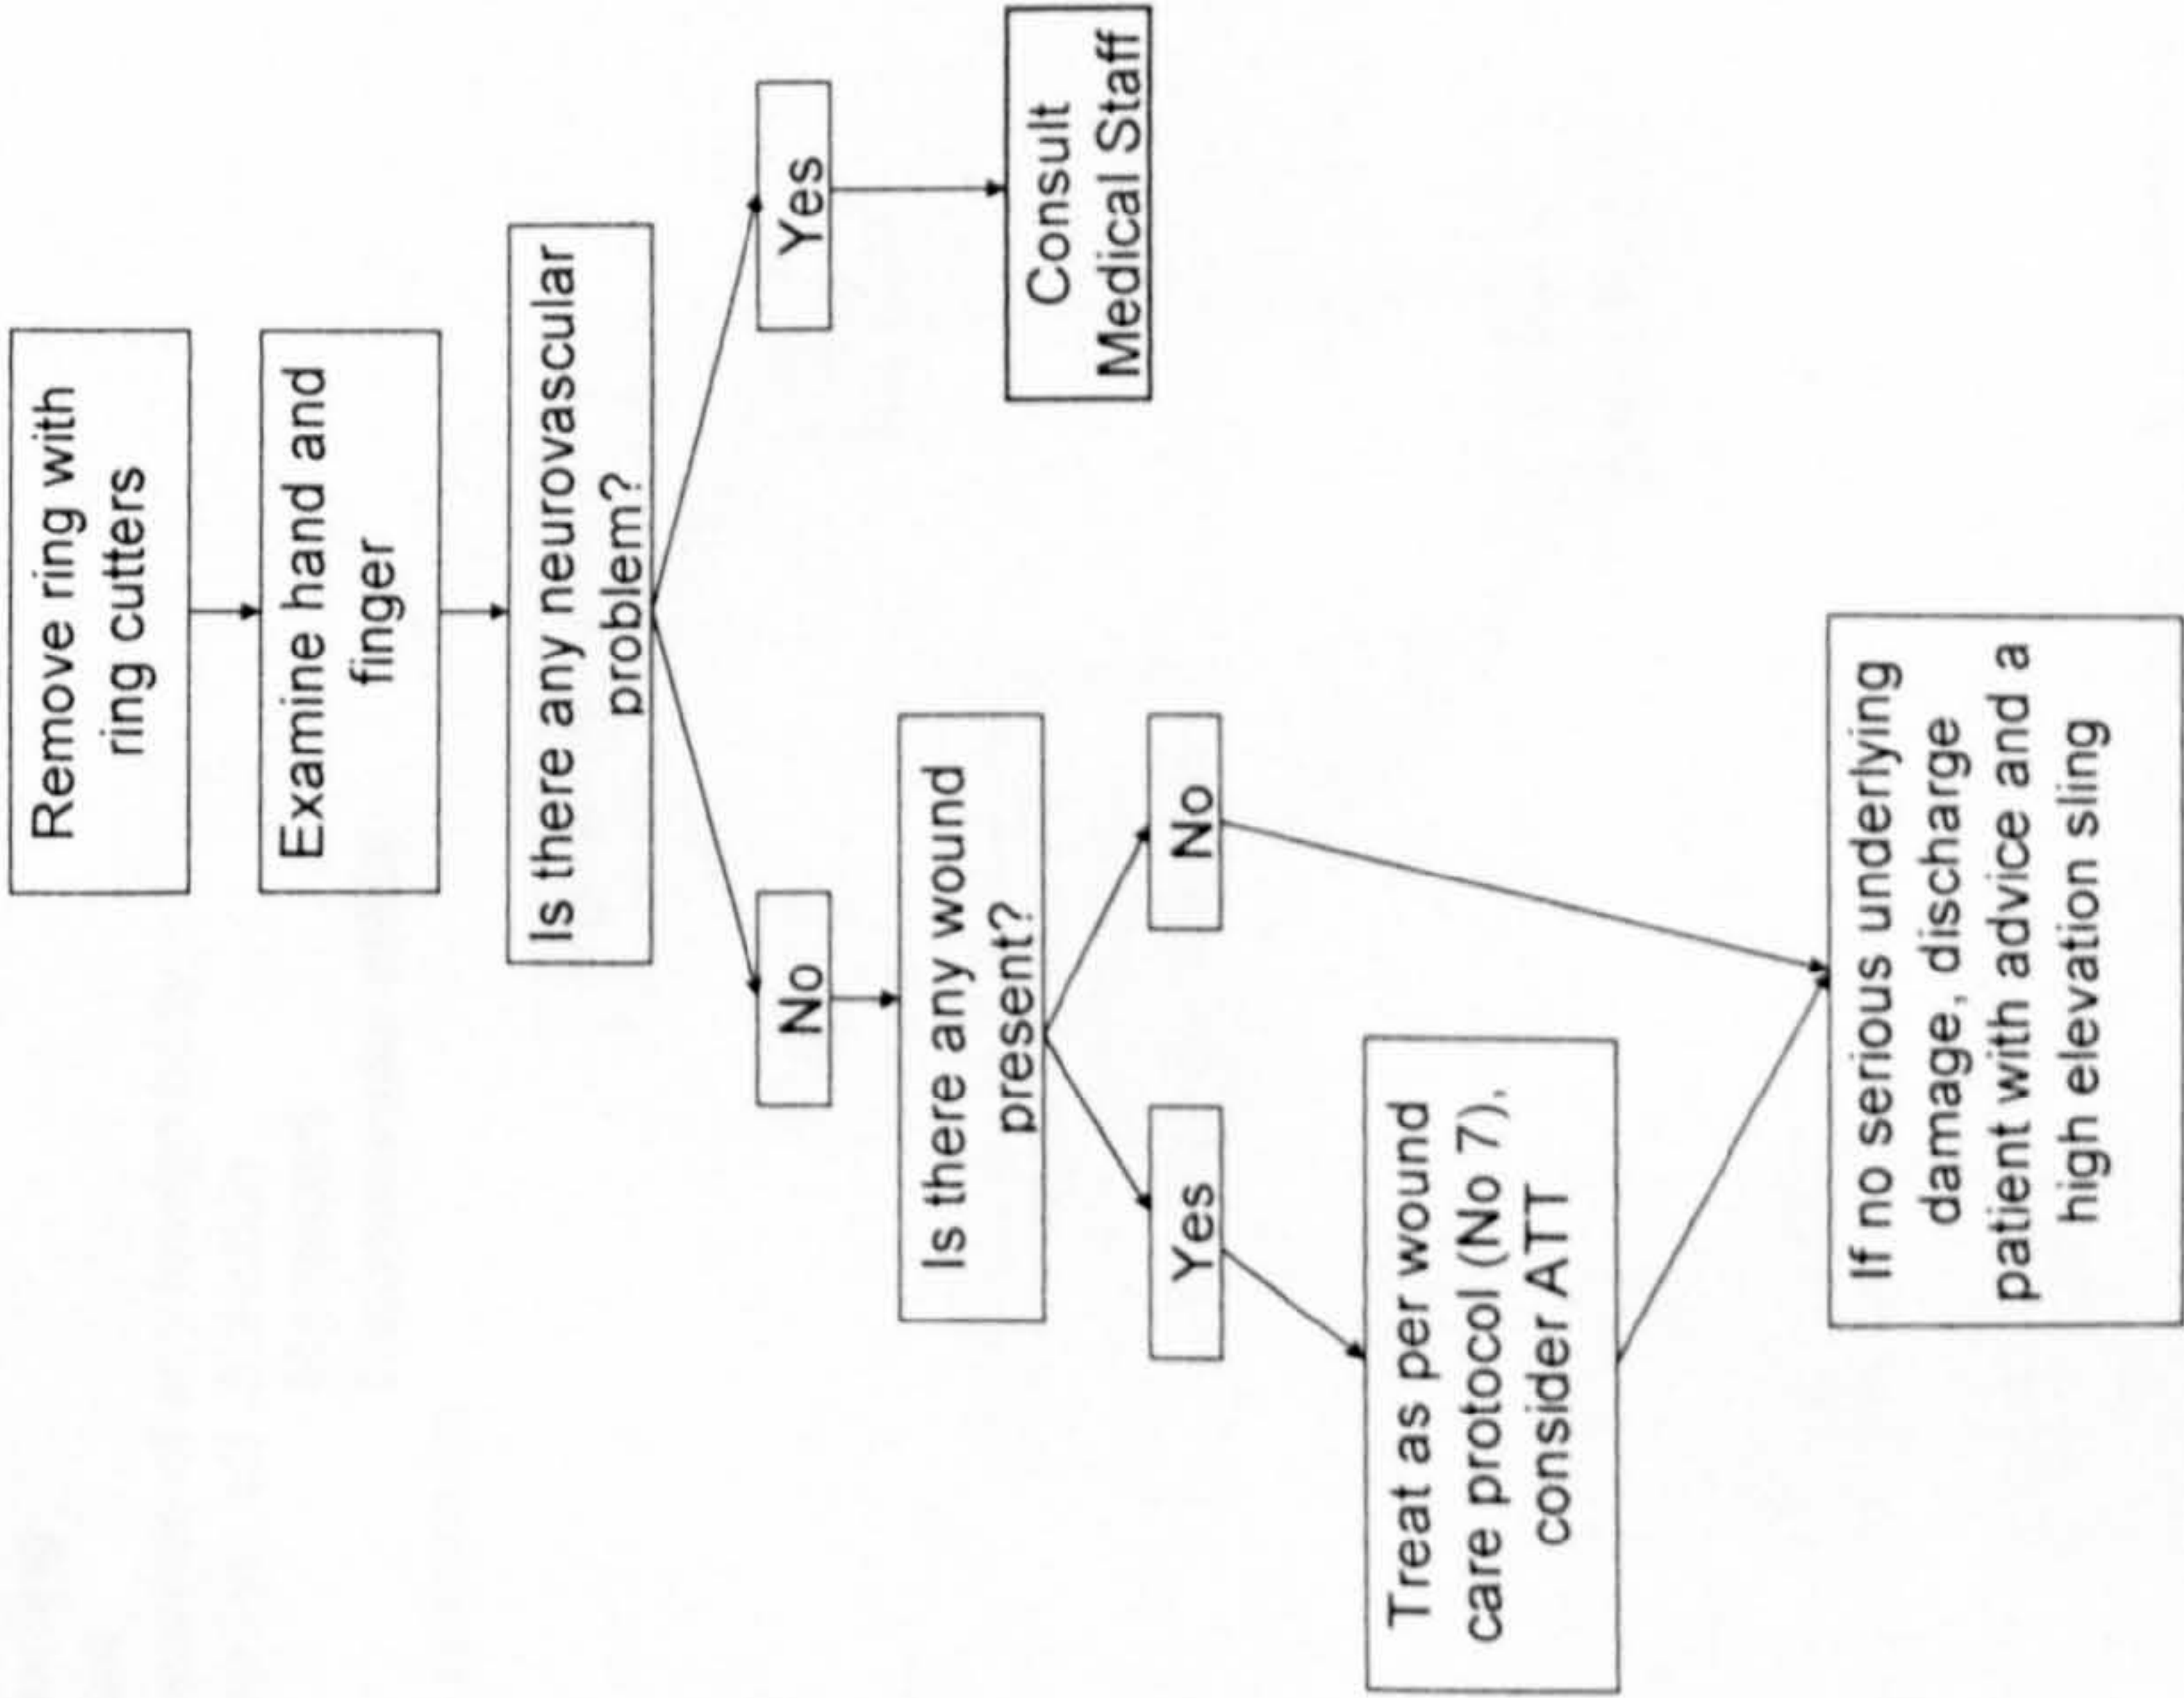 Remove ring with
ring cutters
Examine hand and
finger
Is there any neurovascular
problem?
No
Yes
Is there any wound
present?
Consult
Medical Staff
Yes
No
Treat as per wound
care protocol (No 7),
consider ATT
If no serious underlying
damage, discharge
patient with advice and a
high elevation sling